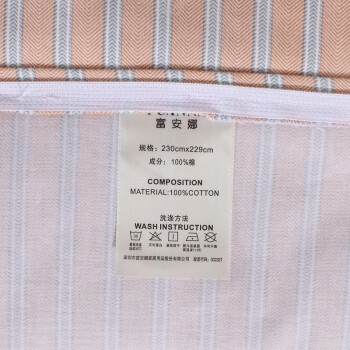 富安娜
规格：230cmx229cm
成分：100%棉
COMPOSITION
MATERIAL:100%COTTON
洗涤方法
WASH INSTRUCTION